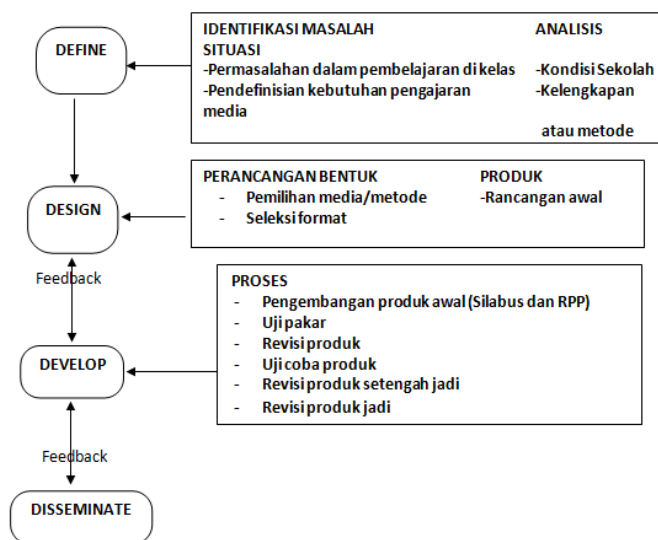 DEFINE
IDENTIFIKASI MASALAH ANALISIS
SITUASI
-Permasalahan dalam pembelajaran di kelas -Kondisi Sekolah
-Pendefinisian kebutuhan pengajaran -Kelengkapan
media
atau metode
DESIGN
PERANCANGAN BENTUK PRODUK
- Pemilihan media/metode -Rancangan awal
- Seleksi format
Feedback
PROSES
- Pengembangan produk awal (Silabus dan RPP)
- Uji pakar
- Revisi produk
- Uji coba produk
- Revisi produk setengah jadi
- Revisi produk jadi
DEVELOP
Feedback
DISSEMINATE